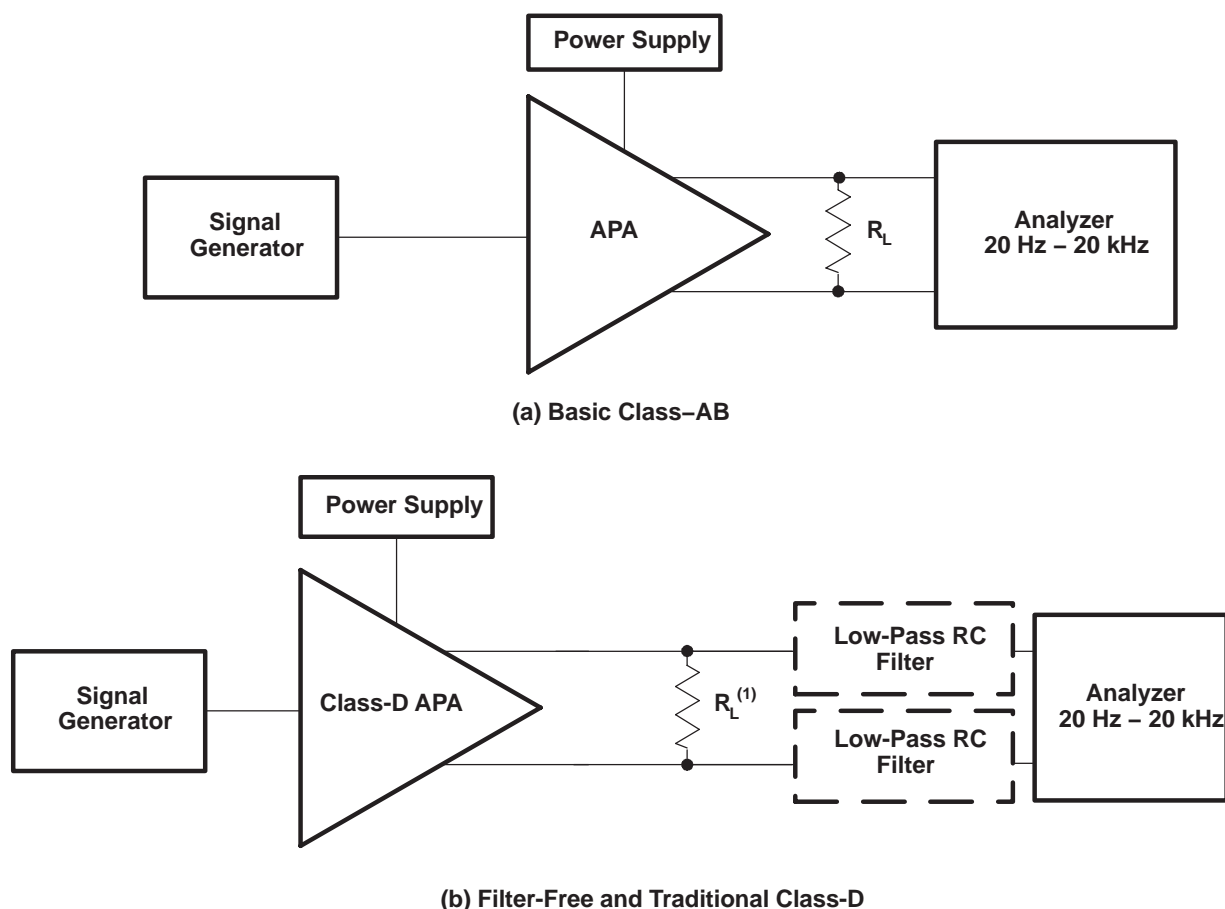 Power Supply
Signal
Generator
APA
R_L
Analyzer
20 Hz – 20 kHz
(a) Basic Class–AB
Power Supply
Signal
Generator
Class-D APA
R_L^(1)
Low-Pass RC
Filter
Low-Pass RC
Filter
Analyzer
20 Hz – 20 kHz
(b) Filter-Free and Traditional Class-D